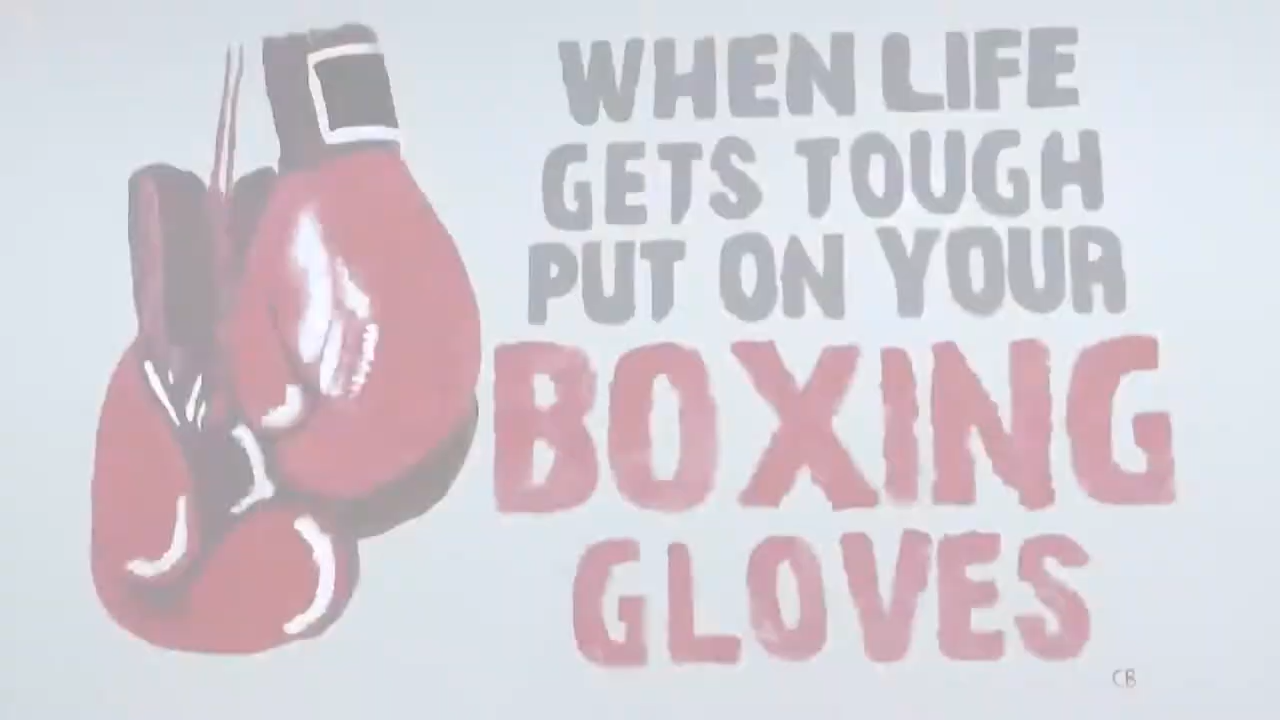 WHEN LIFE
GETS TOUGH
PUT ON YOUR
BOXING
GLOVES
CB